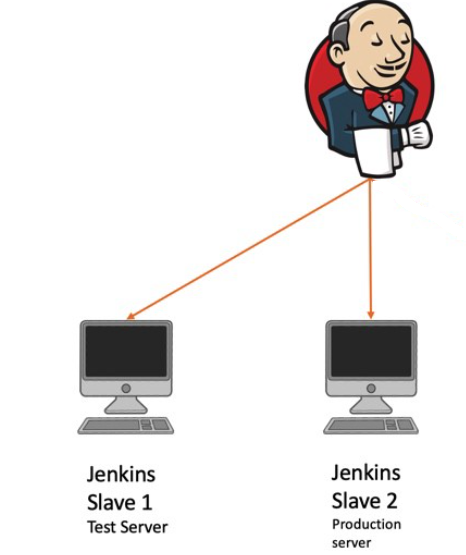 Jenkins
Slave 1
Test Server
Jenkins
Slave 2
Production
server